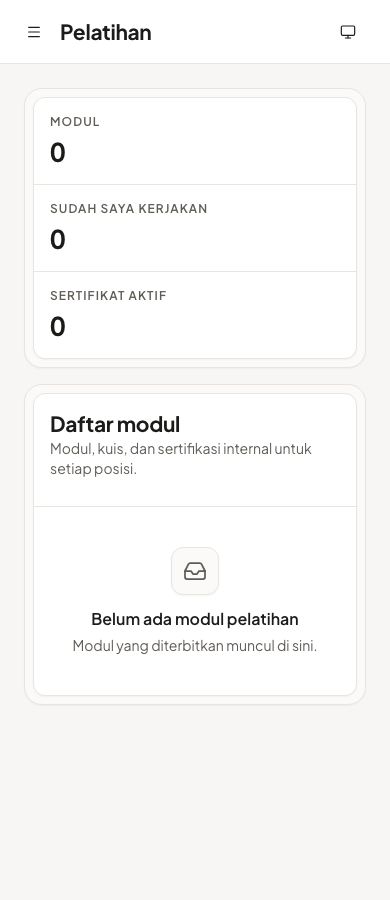 Pelatihan
MODUL
0
SUDAH SAYA KERJAKAN
0
SERTIFIKAT AKTIF
0
Daftar modul
Modul, kuis, dan sertifikasi internal untuk
setiap posisi.
Belum ada modul pelatihan
Modul yang diterbitkan muncul di sini.